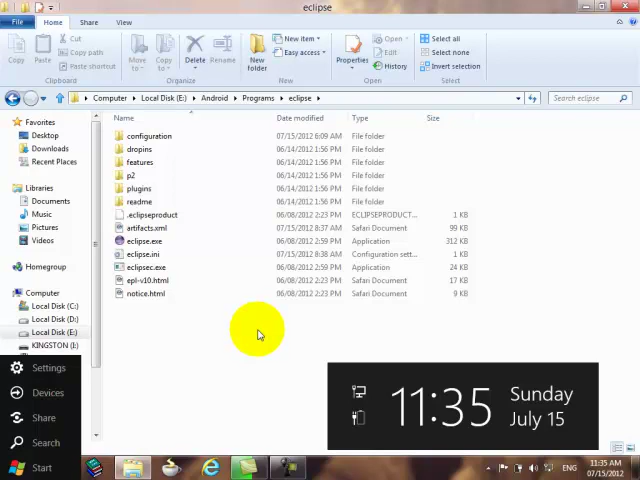 eclipse
File Home Share View
Copy
Paste
Cut
Copy path
Paste shortcut
Clipboard
Move to
Copy to
Delete
Rename
Organize
New folder
New item
Easy access
New
Properties
Open
Edit
History
Open
Select all
Select none
Invert selection
Select
Computer Local Disk (E:) Android Programs eclipse
Search eclipse
Favorites
Desktop
Downloads
Recent Places
Libraries
Documents
Music
Pictures
Videos
Homegroup
Computer
Local Disk (C:)
Local Disk (D:)
Local Disk (E:)
KINGSTON (I:)
Name Date modified Type Size
configuration 07/15/2012 6:09 AM File folder
dropins 06/14/2012 1:56 PM File folder
features 06/14/2012 1:56 PM File folder
p2 06/14/2012 1:56 PM File folder
plugins 06/14/2012 1:56 PM File folder
readme 06/14/2012 1:56 PM File folder
.eclipseproduct 06/08/2012 2:23 PM ECLIPSEPRODUCT... 1 KB
artifacts.xml 07/15/2012 8:37 AM Safari Document 99 KB
eclipse.exe 06/08/2012 2:59 PM Application 312 KB
eclipse.ini 07/15/2012 8:38 AM Configuration sett... 1 KB
eclipsec.exe 06/08/2012 2:59 PM Application 24 KB
epl-v10.html 06/08/2012 2:23 PM Safari Document 17 KB
notice.html 06/08/2012 2:23 PM Safari Document 9 KB
Settings
Devices
Share
Search
Start
11:35
Sunday
July 15
ENG
11:35 AM
07/15/2012